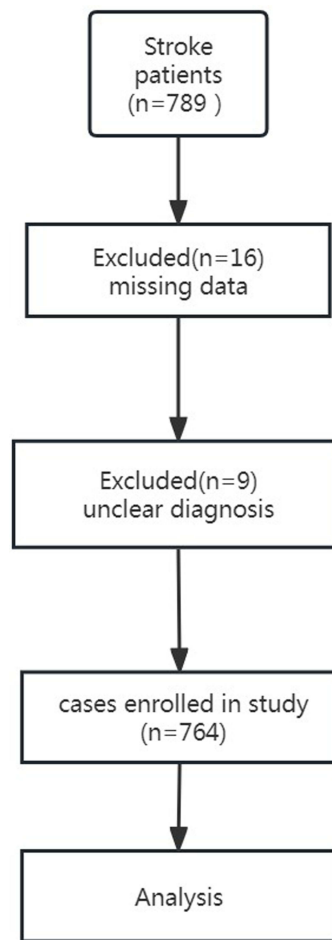 Stroke
patients
(n=789 )
Excluded(n=16)
missing data
Excluded(n=9)
unclear diagnosis
cases enrolled in study
(n=764)
Analysis